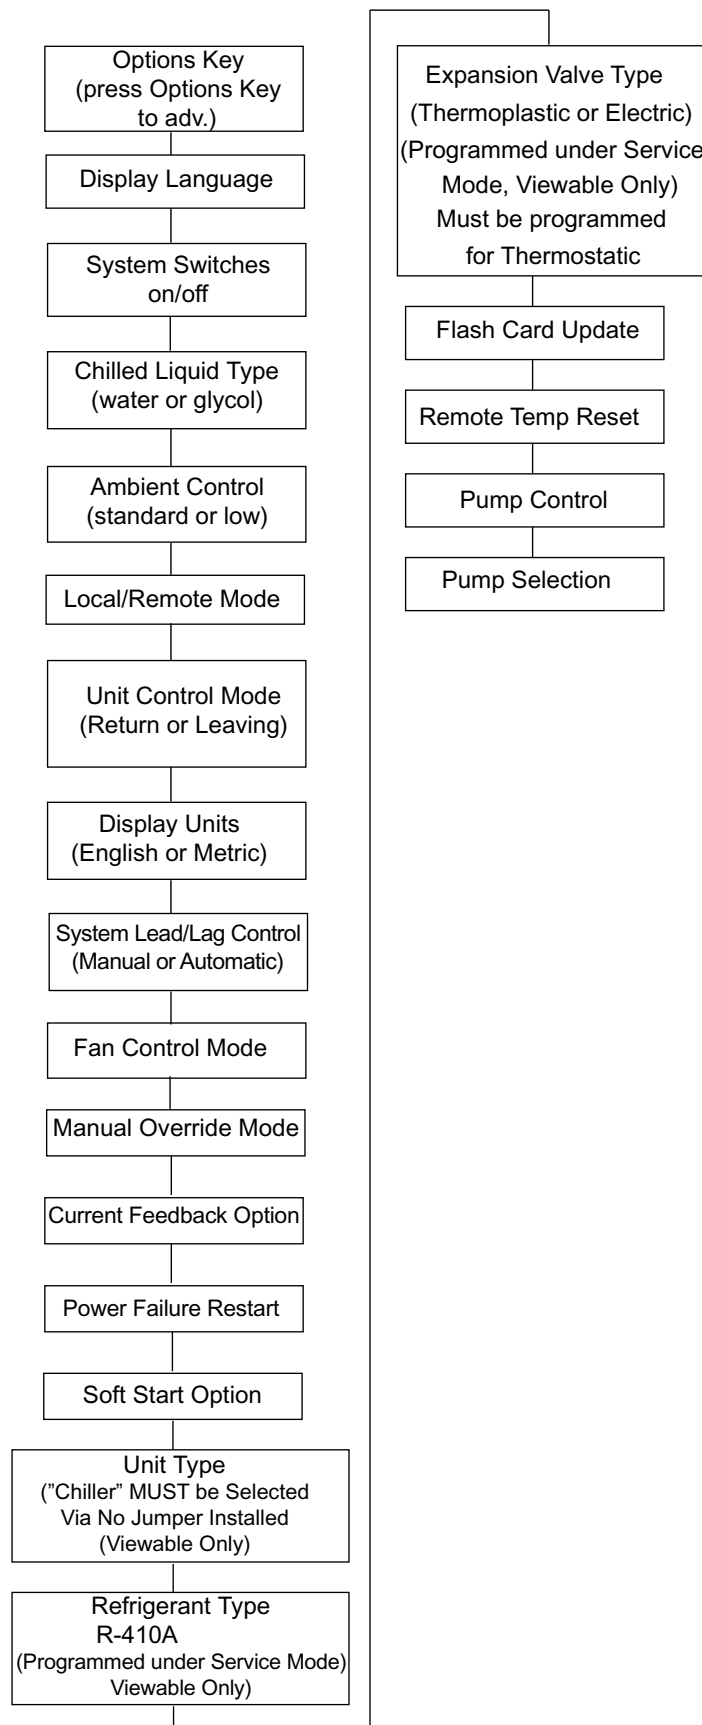 Options Key
(press Options Key
to adv.)
Display Language
System Switches
on/off
Chilled Liquid Type
(water or glycol)
Ambient Control
(standard or low)
Local/Remote Mode
Unit Control Mode
(Return or Leaving)
Display Units
(English or Metric)
System Lead/Lag Control
(Manual or Automatic)
Fan Control Mode
Manual Override Mode
Current Feedback Option
Power Failure Restart
Soft Start Option
Unit Type
(”Chiller” MUST be Selected
Via No Jumper Installed
(Viewable Only)
Refrigerant Type
R-410A
(Programmed under Service Mode)
Viewable Only)
Expansion Valve Type
(Thermoplastic or Electric)
(Programmed under Service
Mode, Viewable Only)
Must be programmed
for Thermostatic
Flash Card Update
Remote Temp Reset
Pump Control
Pump Selection